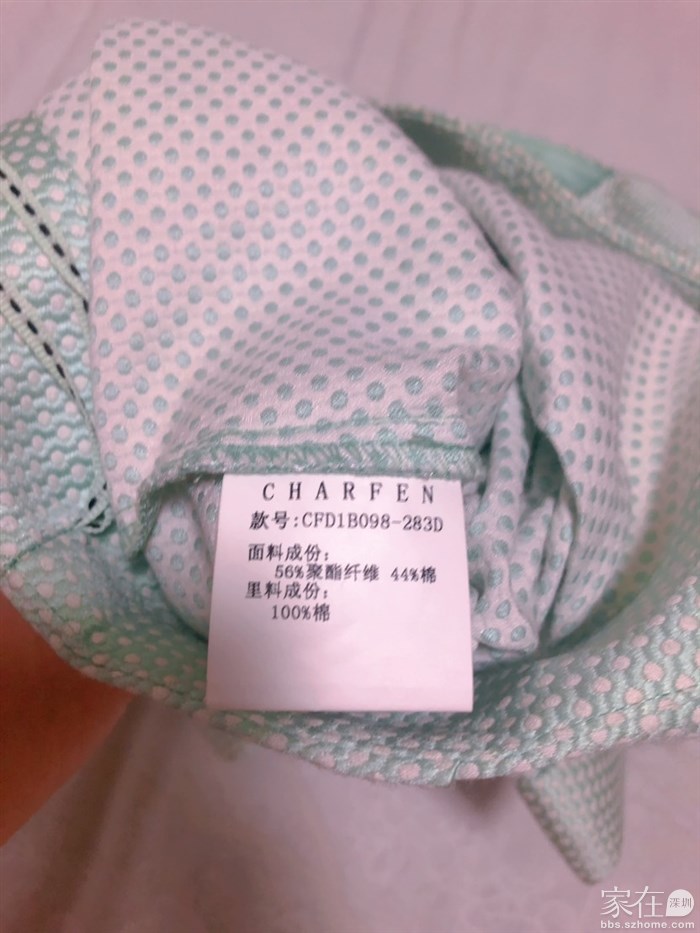 CHARFEN
款号:CFD1B098-283D
面料成份:
56%聚酯纤维 44%棉
里料成份:
100%棉
家在 深圳
bbs.szhome.com